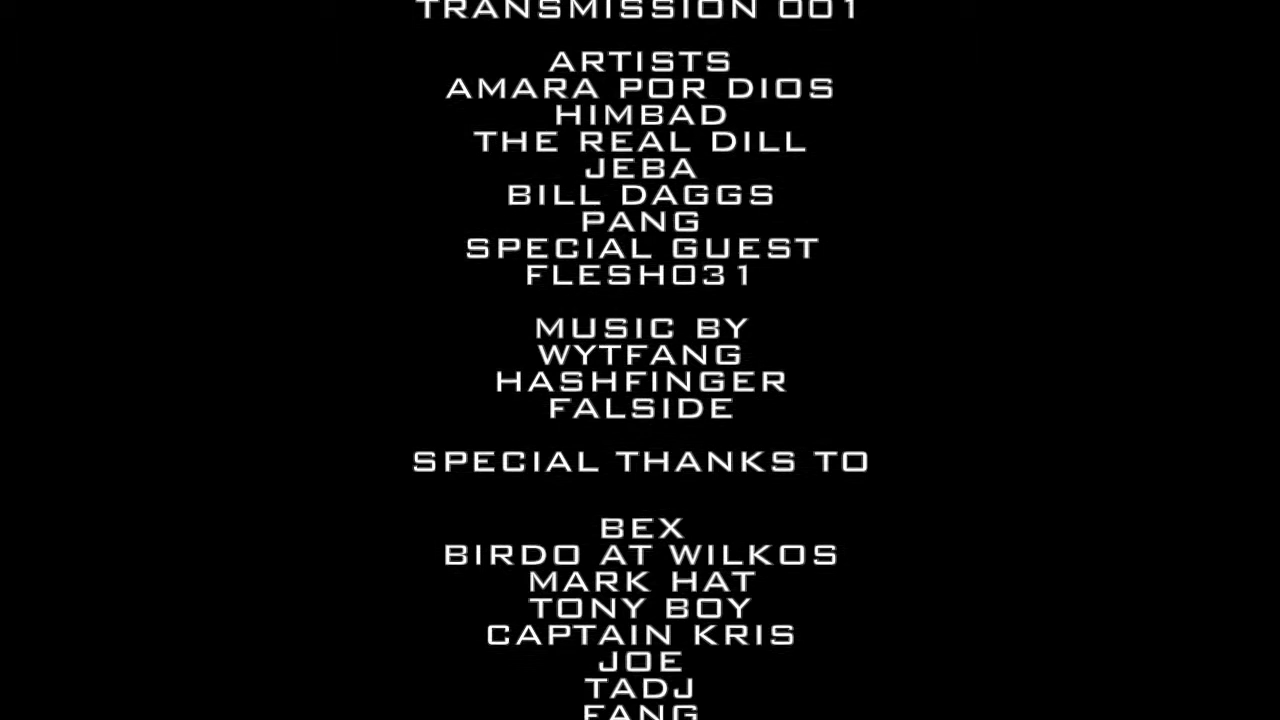 TRANSMISSION 001
ARTISTS
AMARA POR DIOS
HIMBAD
THE REAL DILL
JEBA
BILL DAGGS
PANG
SPECIAL GUEST
FLESH031
MUSIC BY
WYTFANG
HASHFINGER
FALSIDE
SPECIAL THANKS TO
BEX
BIRDO AT WILKOS
MARK HAT
TONY BOY
CAPTAIN KRIS
JOE
TADJ
FANG